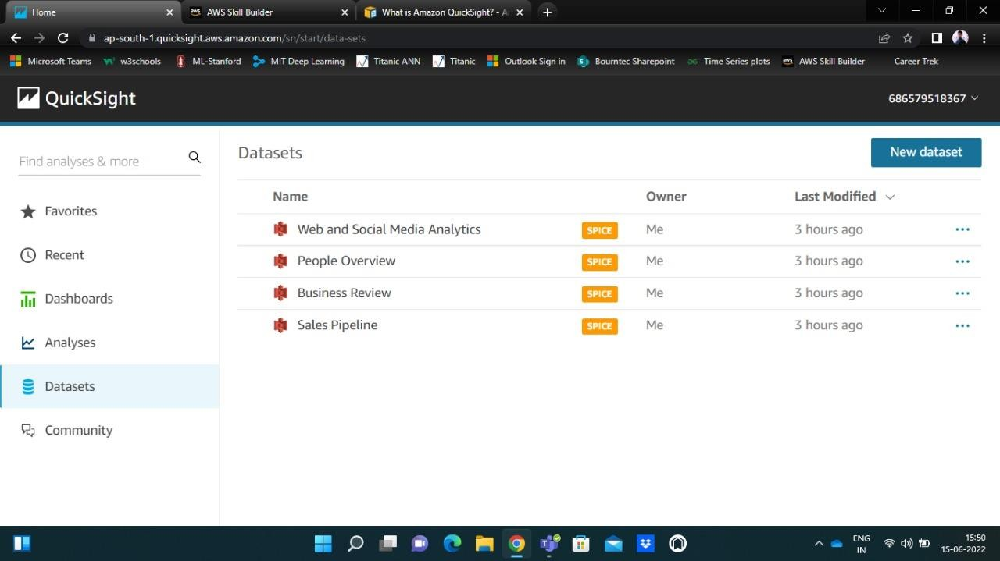 Home
AWS Skill Builder
What is Amazon QuickSight? - A
ap-south-1.quicksight.aws.amazon.com/sn/start/data-sets
Microsoft Teams w3schools ML-Stanford MIT Deep Learning Titanic ANN Titanic Outlook Sign in Bourntec Sharepoint Time Series plots AWS Skill Builder Career Trek
QuickSight
686579518367
Find analyses & more
Favorites
Recent
Dashboards
Analyses
Datasets
Community
Datasets
New dataset
Name Owner Last Modified
Web and Social Media Analytics SPICE Me 3 hours ago
People Overview SPICE Me 3 hours ago
Business Review SPICE Me 3 hours ago
Sales Pipeline SPICE Me 3 hours ago
ENG
IN
15:50
15-06-2022